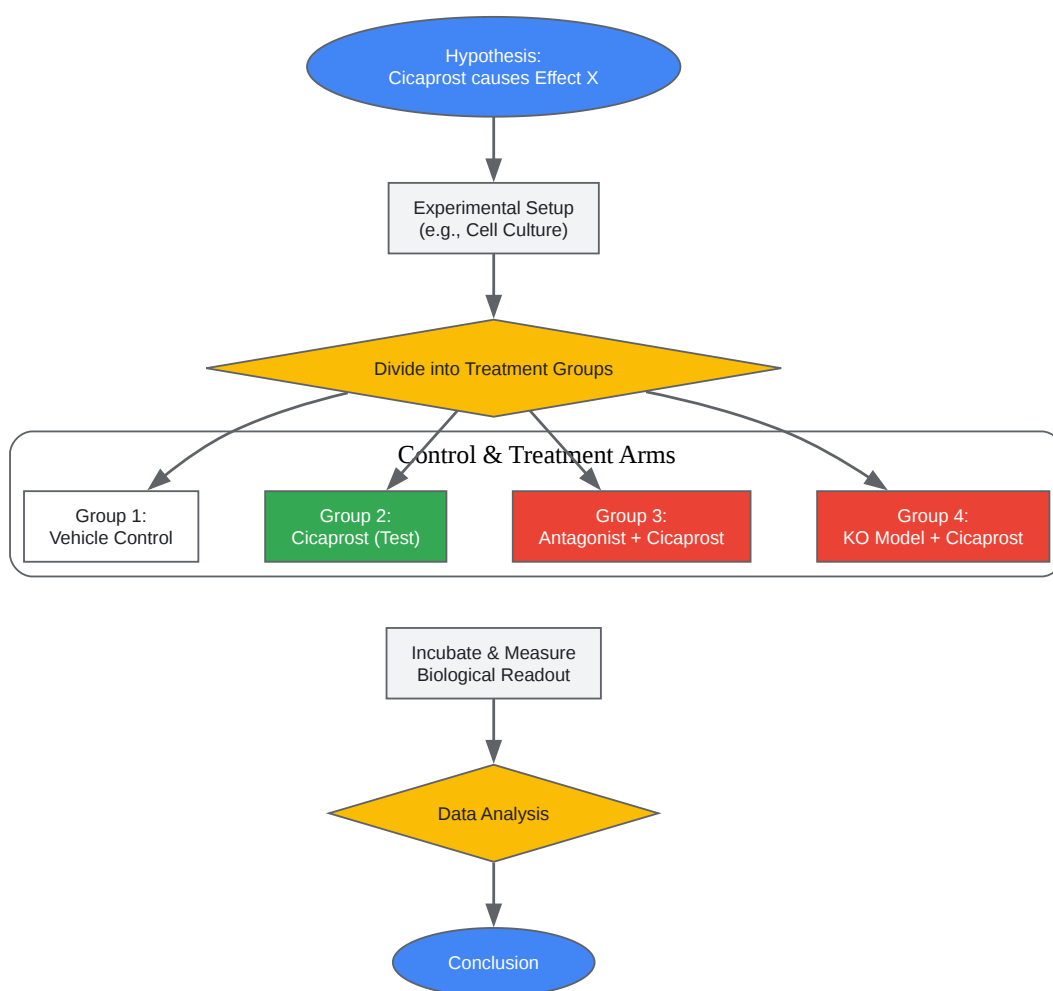 Hypothesis:
Cicaprost causes Effect X
Experimental Setup
(e.g., Cell Culture)
Divide into Treatment Groups
Control & Treatment Arms
Group 1:
Vehicle Control
Group 2:
Cicaprost (Test)
Group 3:
Antagonist + Cicaprost
Group 4:
KO Model + Cicaprost
Incubate & Measure
Biological Readout
Data Analysis
Conclusion